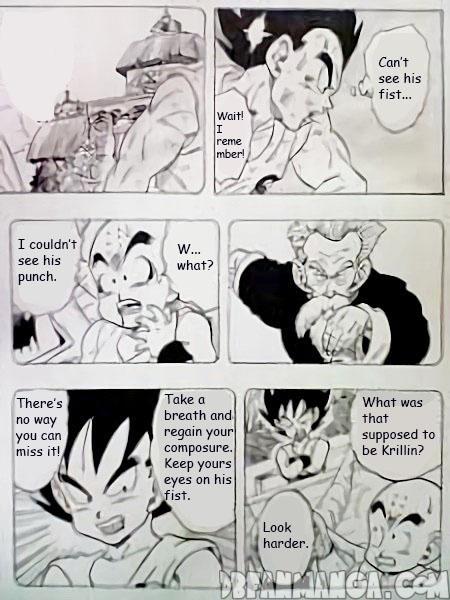 Can't
see his
fist...
Wait!
I
reme
mber!
I couldn't
see his
punch.
W...
what?
There's
no way
you can
miss it!
Take a
breath and
regain your
composure.
Keep yours
eyes on his
fist.
What was
that
supposed to
be Krillin?
Look
harder.
DBFANMANGA.COM